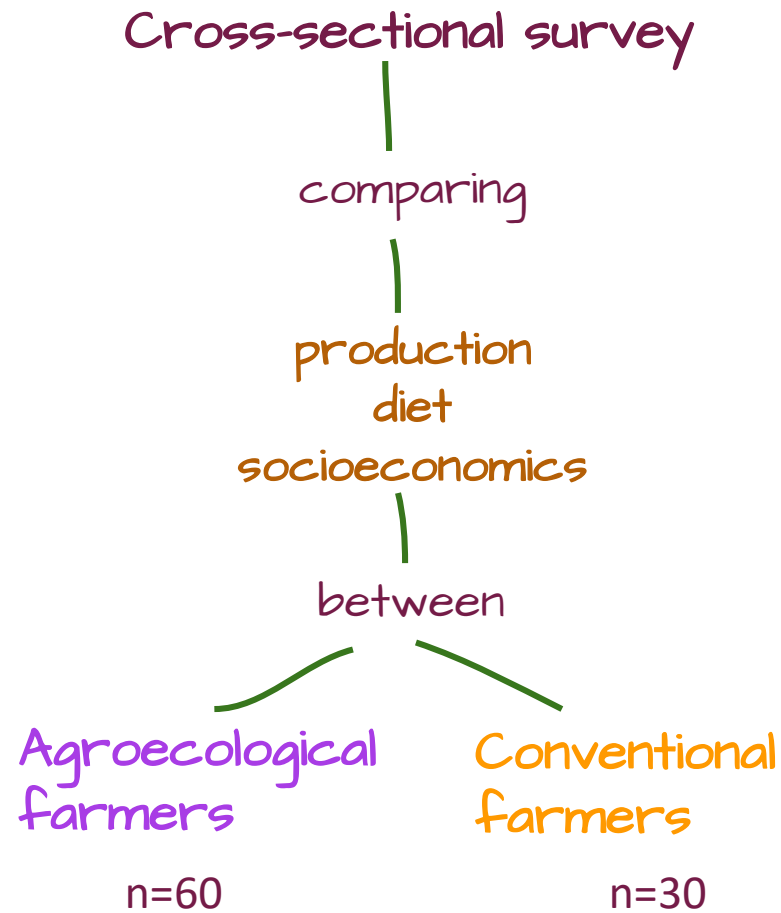 Cross-sectional survey
comparing
production
diet
socioeconomics
between
Agroecological
farmers
n=60
Conventional
farmers
n=30